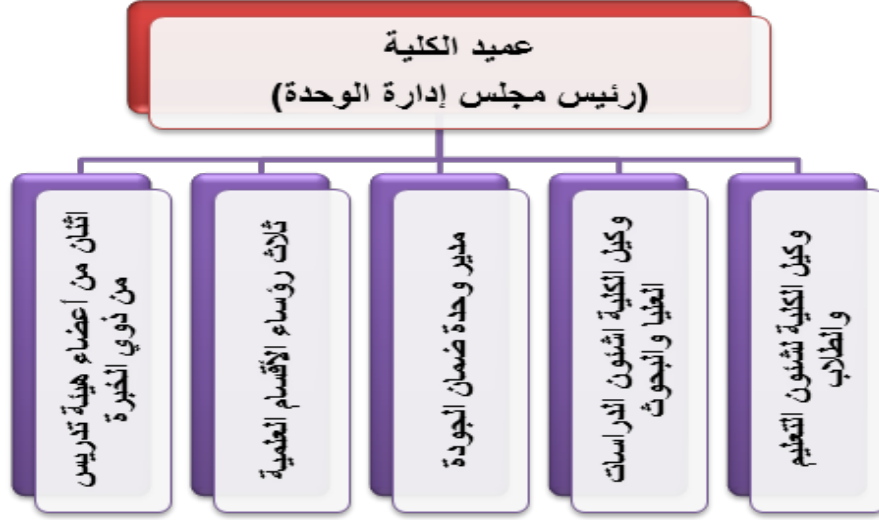 عميد الكلية
(رئيس مجلس إدارة الوحدة)
وكيل الكلية لشئون التعليم
والطلاب
وكيل الكلية اشئون الدراسات
العليا والبحوث
مدير وحدة ضمان الجودة
ثلاث رؤساء الأقسام العلمية
اثنان من أعضاء هيئة تدريس
من ذوي الخبرة